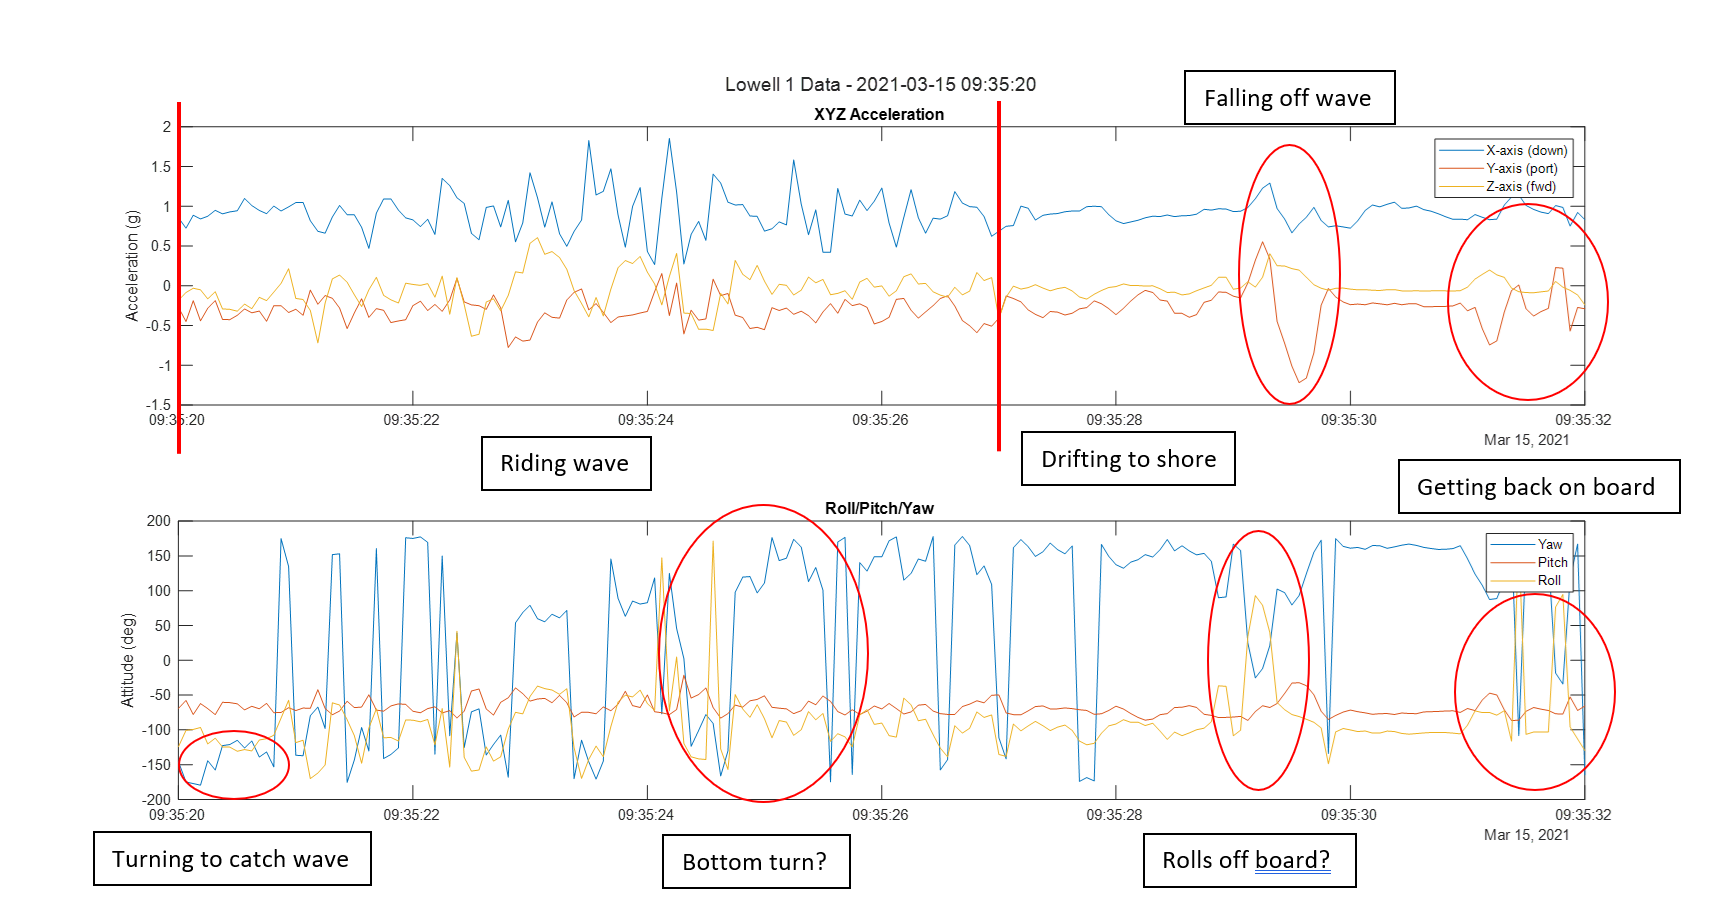 Lowell 1 Data - 2021-03-15 09:35:20
Falling off wave
XYZ Acceleration
2
1.5
1
0.5
0
-0.5
-1
-1.5
Acceleration (g)
X-axis (down)
Y-axis (port)
Z-axis (fwd)
09:35:20 09:35:22 09:35:24 09:35:26 09:35:28 09:35:30 09:35:32
Mar 15, 2021
Riding wave
Drifting to shore
Getting back on board
Roll/Pitch/Yaw
200
150
100
50
0
-50
-100
-150
-200
Attitude (deg)
Yaw
Pitch
Roll
09:35:20 09:35:22 09:35:24 09:35:26 09:35:28 09:35:30 09:35:32
Mar 15, 2021
Turning to catch wave
Bottom turn?
Rolls off board?